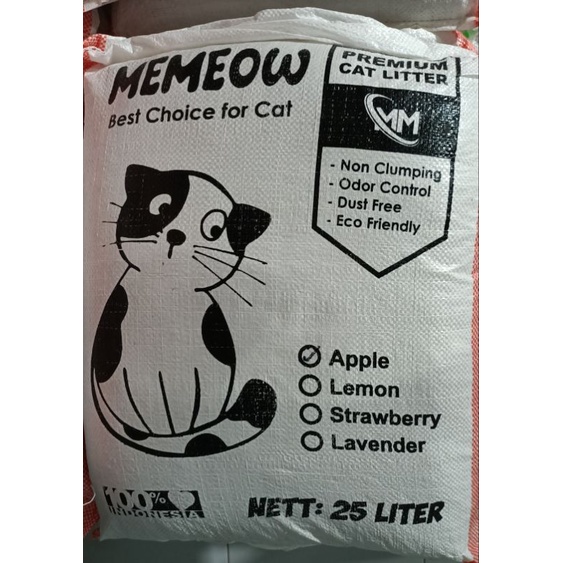 MEMEOW
Best Choice for Cat
PREMIUM
CAT LITTER
MM
- Non Clumping
- Odor Control
- Dust Free
- Eco Friendly
Apple
Lemon
Strawberry
Lavender
100%
INDONESIA
NETT: 25 LITER